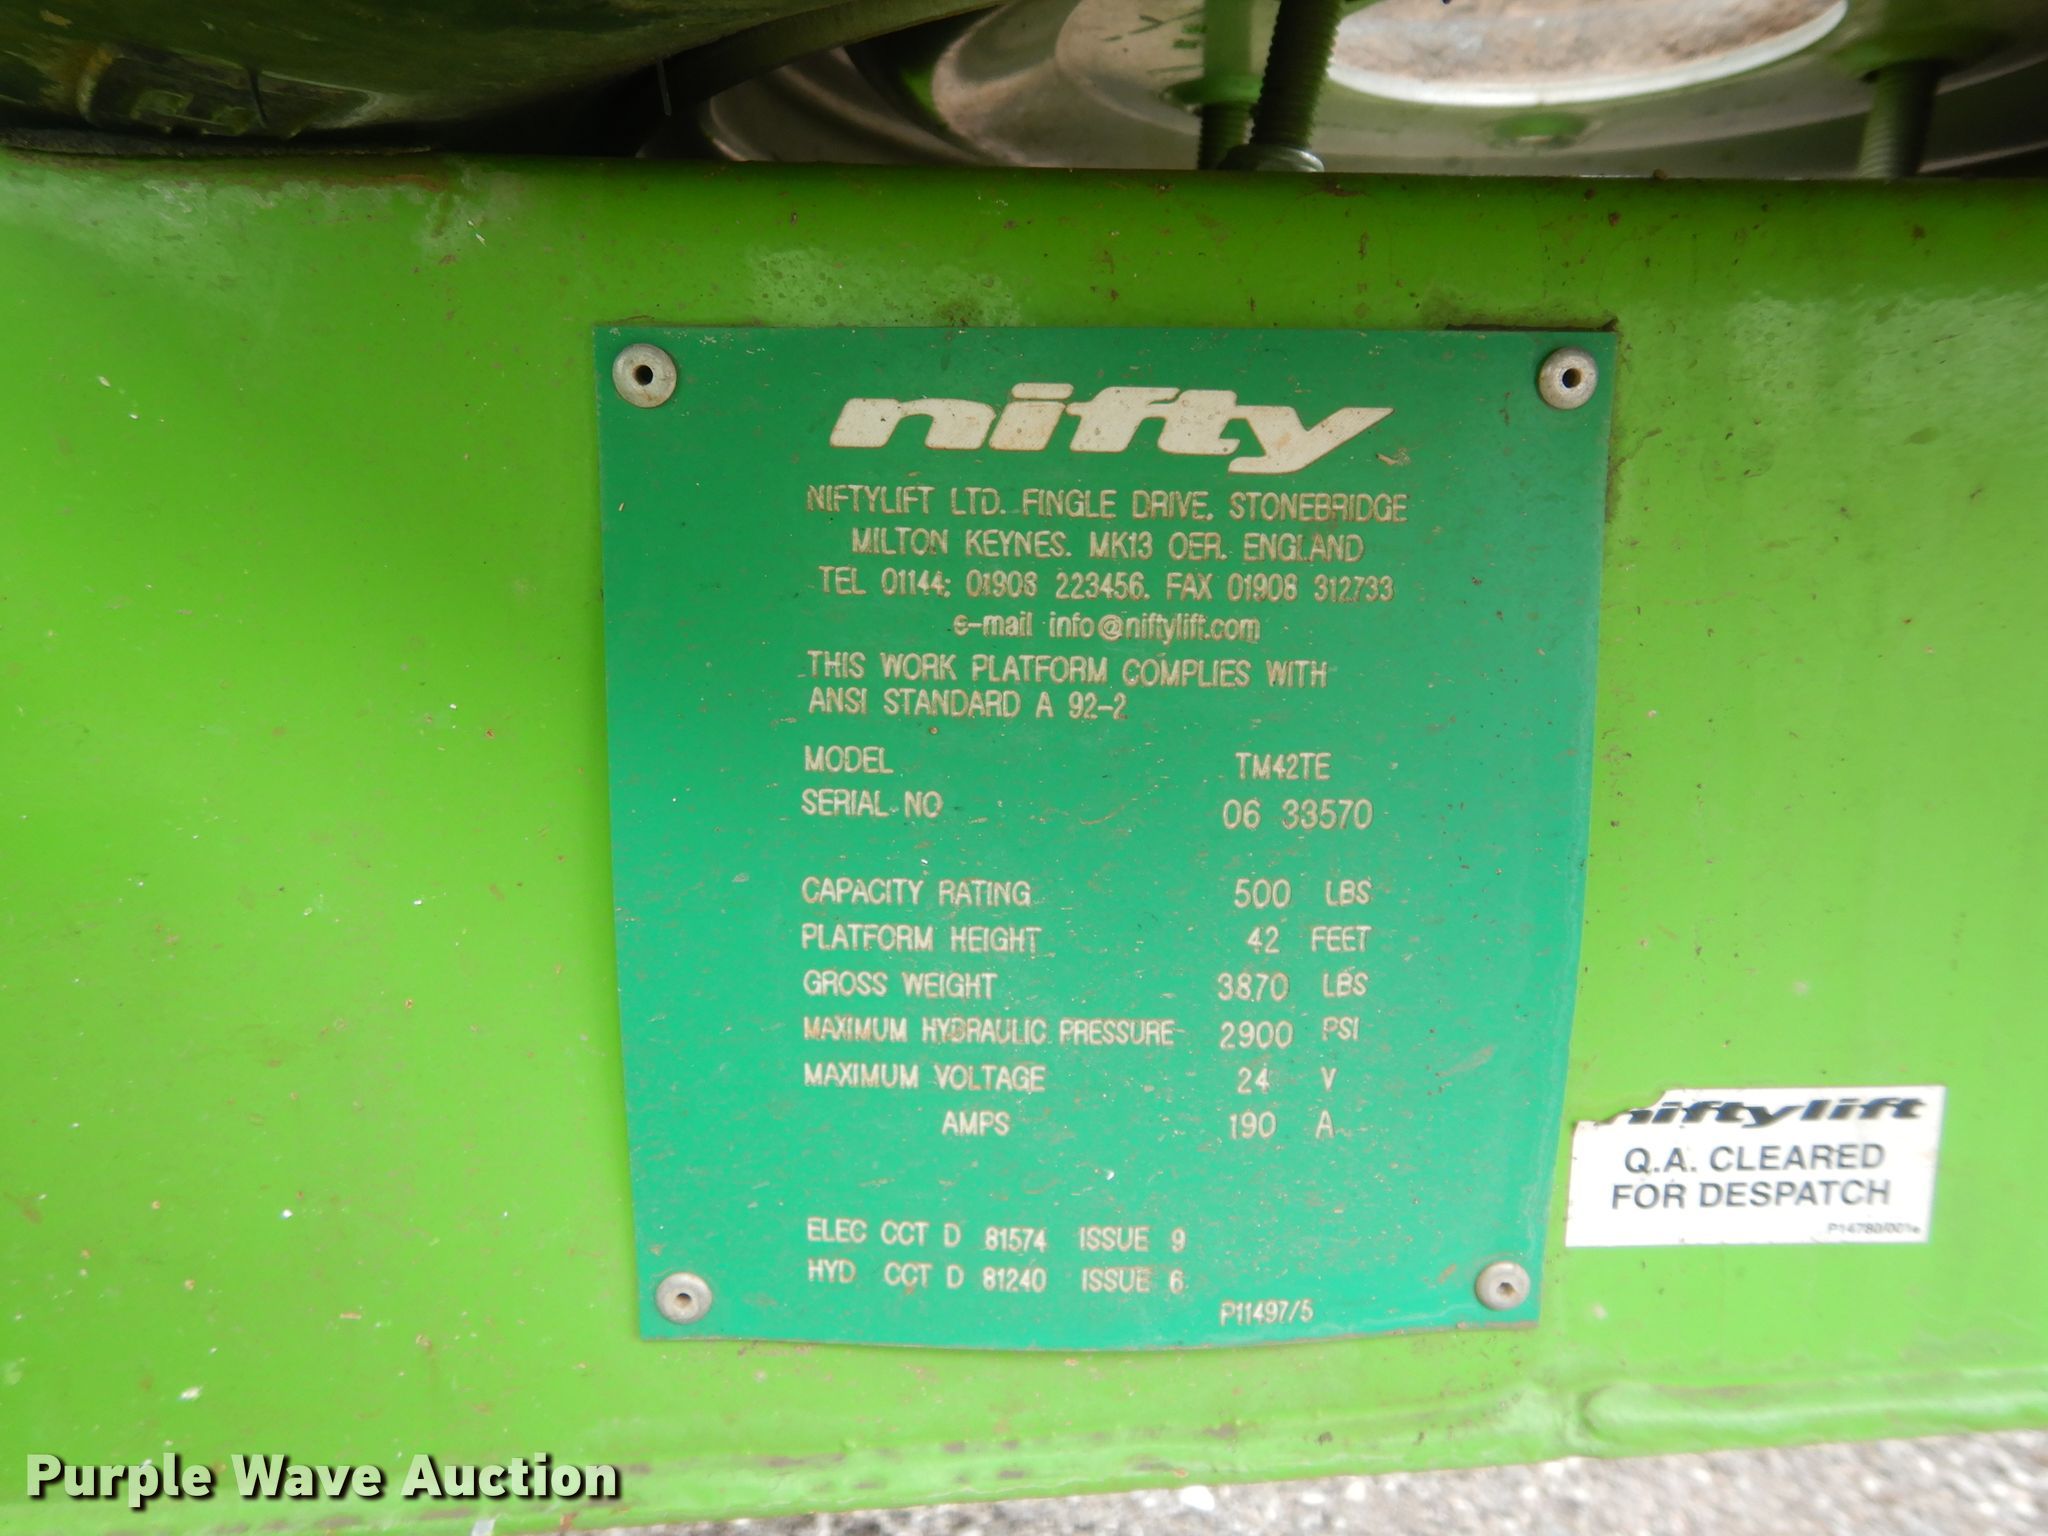 nifty
NIFTYLIFT LTD. FINGLE DRIVE. STONEBRIDGE
MILTON KEYNES. MK13 OER. ENGLAND
TEL 01144: 01908 223456. FAX 01908 312733
e-mail info@niftylift.com
THIS WORK PLATFORM COMPLIES WITH
ANSI STANDARD A 92-2
MODEL TM42TE
SERIAL NO 06 33570
CAPACITY RATING 500 LBS
PLATFORM HEIGHT 42 FEET
GROSS WEIGHT 3870 LBS
MAXIMUM HYDRAULIC PRESSURE 2900 PSI
MAXIMUM VOLTAGE 24 V
AMPS 190 A
ELEC CCT D 81574 ISSUE 9
HYD CCT D 81240 ISSUE 6
P11497/5
niftylift
Q.A. CLEARED
FOR DESPATCH
P14780/001e
Purple Wave Auction